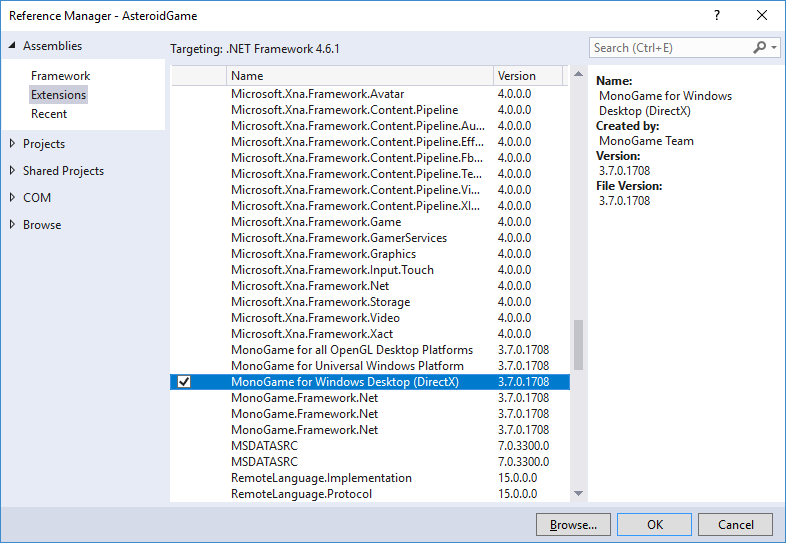 Reference Manager - AsteroidGame ?
Assemblies
Framework
Extensions
Recent
Projects
Shared Projects
COM
Browse
Targeting: .NET Framework 4.6.1
Name Version
Microsoft.Xna.Framework.Avatar 4.0.0.0
Microsoft.Xna.Framework.Content.Pipeline 4.0.0.0
Microsoft.Xna.Framework.Content.Pipeline.Au... 4.0.0.0
Microsoft.Xna.Framework.Content.Pipeline.Eff... 4.0.0.0
Microsoft.Xna.Framework.Content.Pipeline.Fb... 4.0.0.0
Microsoft.Xna.Framework.Content.Pipeline.Te... 4.0.0.0
Microsoft.Xna.Framework.Content.Pipeline.Vi... 4.0.0.0
Microsoft.Xna.Framework.Content.Pipeline.XI... 4.0.0.0
Microsoft.Xna.Framework.Game 4.0.0.0
Microsoft.Xna.Framework.GamerServices 4.0.0.0
Microsoft.Xna.Framework.Graphics 4.0.0.0
Microsoft.Xna.Framework.Input.Touch 4.0.0.0
Microsoft.Xna.Framework.Net 4.0.0.0
Microsoft.Xna.Framework.Storage 4.0.0.0
Microsoft.Xna.Framework.Video 4.0.0.0
Microsoft.Xna.Framework.Xact 4.0.0.0
MonoGame for all OpenGL Desktop Platforms 3.7.0.1708
MonoGame for Universal Windows Platform 3.7.0.1708
MonoGame for Windows Desktop (DirectX) 3.7.0.1708
MonoGame.Framework.Net 3.7.0.1708
MonoGame.Framework.Net 3.7.0.1708
MonoGame.Framework.Net 3.7.0.1708
MSDATASRC 7.0.3300.0
MSDATASRC 7.0.3300.0
RemoteLanguage.Implementation 15.0.0.0
RemoteLanguage.Protocol 15.0.0.0
Search (Ctrl+E)
Name:
MonoGame for Windows
Desktop (DirectX)
Created by:
MonoGame Team
Version:
3.7.0.1708
File Version:
3.7.0.1708
Browse... OK Cancel